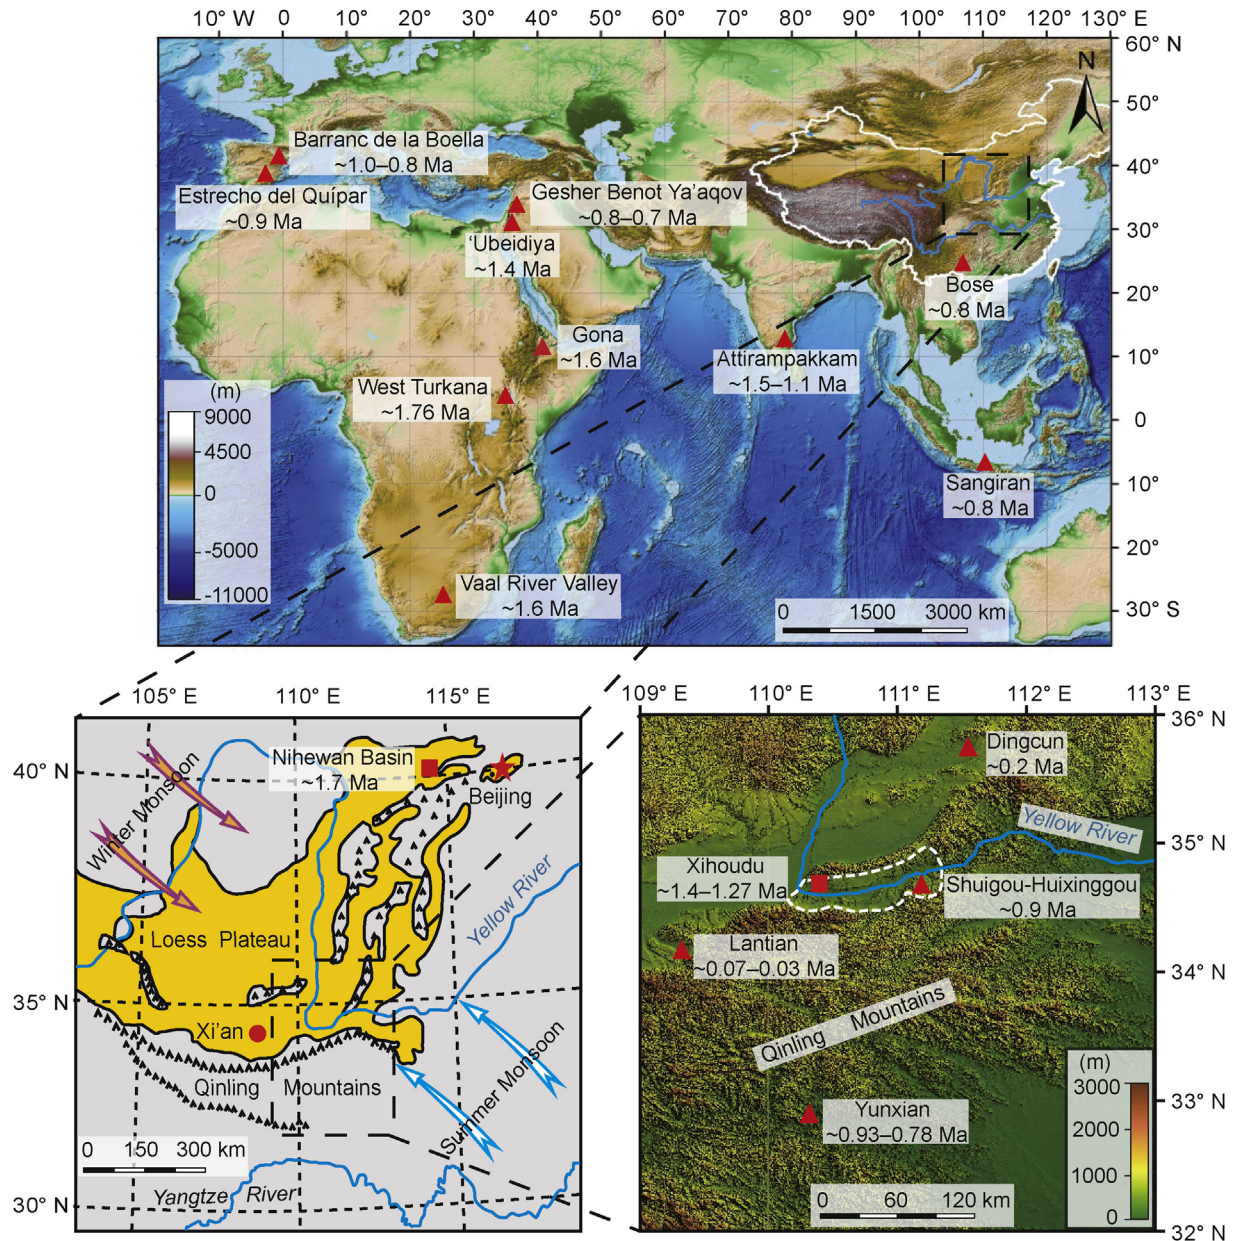 10° W 0 10° 20° 30° 40° 50° 60° 70° 80° 90° 100° 110° 120° 130° E
60° N
N
50°
Barranc de la Boella
~1.0–0.8 Ma
40°
Estrecho del Quípar
~0.9 Ma
Gesher Benot Ya'aqov
~0.8–0.7 Ma
30°
‘Ubeidiya
~1.4 Ma
Bose
~0.8 Ma
20°
Gona
~1.6 Ma
Attirampakkam
~1.5–1.1 Ma
10°
West Turkana
~1.76 Ma
(m)
9000
4500
0
-5000
-11000
0
Sangiran
~0.8 Ma
10°
20°
Vaal River Valley
~1.6 Ma
0 1500 3000 km
30° S
105° E 110° E 115° E
40° N
35° N
30° N
Nihewan Basin
~1.7 Ma
Beijing
Winter Monsoon
Yellow River
Loess Plateau
Xi'an
Qinling Mountains
Summer Monsoon
0 150 300 km
Yangtze River
109° E 110° E 111° E 112° E 113° E
36° N
Dingcun
~0.2 Ma
Yellow River
35° N
Xihoudu
~1.4–1.27 Ma
Shuigou-Huixinggou
~0.9 Ma
Lantian
~0.07–0.03 Ma
34° N
Qinling Mountains
(m)
3000
2000
1000
0
33° N
Yunxian
~0.93–0.78 Ma
0 60 120 km
32° N